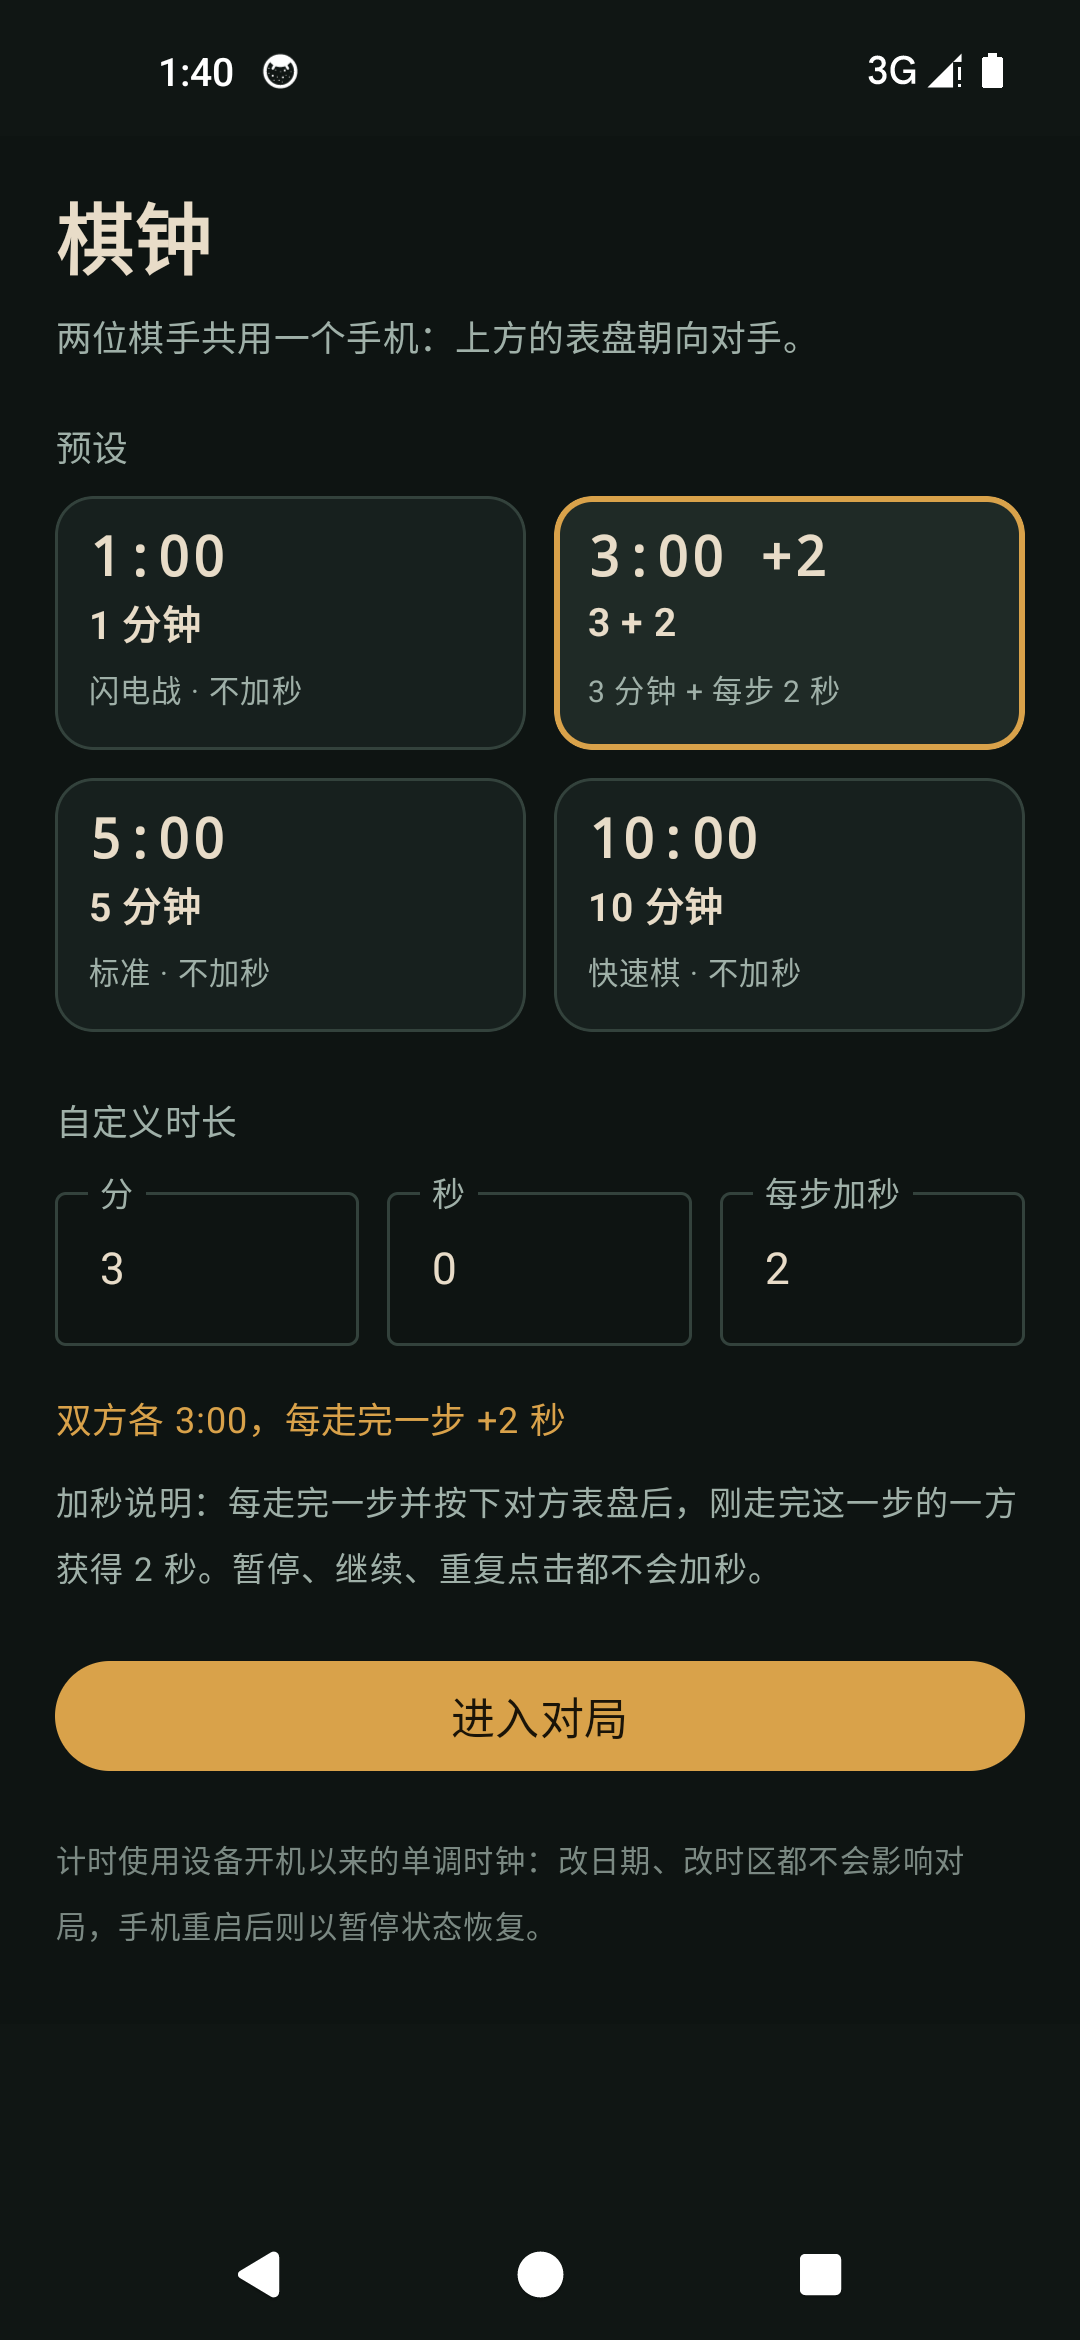 1:40
3G
棋钟
两位棋手共用一个手机：上方的表盘朝向对手。
预设
1:00
1 分钟
闪电战 · 不加秒
3:00 +2
3 + 2
3 分钟 + 每步 2 秒
5:00
5 分钟
标准 · 不加秒
10:00
10 分钟
快速棋 · 不加秒
自定义时长
分
3
秒
0
每步加秒
2
双方各 3:00，每走完一步 +2 秒
加秒说明：每走完一步并按下对方表盘后，刚走完这一步的一方
获得 2 秒。暂停、继续、重复点击都不会加秒。
进入对局
计时使用设备开机以来的单调时钟：改日期、改时区都不会影响对
局，手机重启后则以暂停状态恢复。